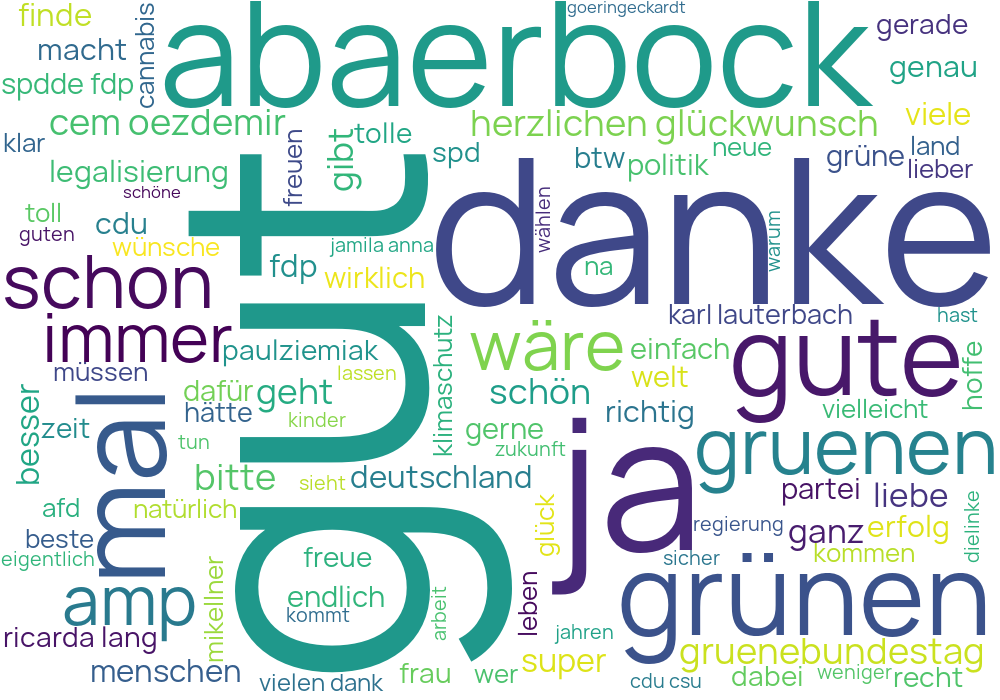 finde
cannabis
abaerbock
goeringeckardt
gerade
macht
genau
spdde fdp
cem oezdemir
herzlichen glückwunsch
viele
klar
freuen
gibt
tolle
spd
btw
politik
neue
grüne
land
lieber
legalisierung
schöne
danke
toll
guten
cdu
wünsche
gut
jamila anna
wählen
warum
na
fdp
wirklich
schon
immer
karl lauterbach
hast
wäre
einfach
gute
paulziemiak
klimaschutz
müssen
lassen
welt
hoffe
dafür
geht
schön
richtig
vielleicht
besser
zeit
mal
hätte
kinder
gerne
ja
gruenen
tun
zukunft
bitte
sieht
deutschland
partei
liebe
afd
natürlich
glück
regierung
ganz
erfolg
dielinke
beste
eigentlich
freue
sicher
kommen
mikellner
amp
endlich
kommt
arbeit
leben
grünen
ricarda lang
jahren
menschen
vielen dank
frau
wer
super
gruenebundestag
cdu csu
dabei
weniger
recht